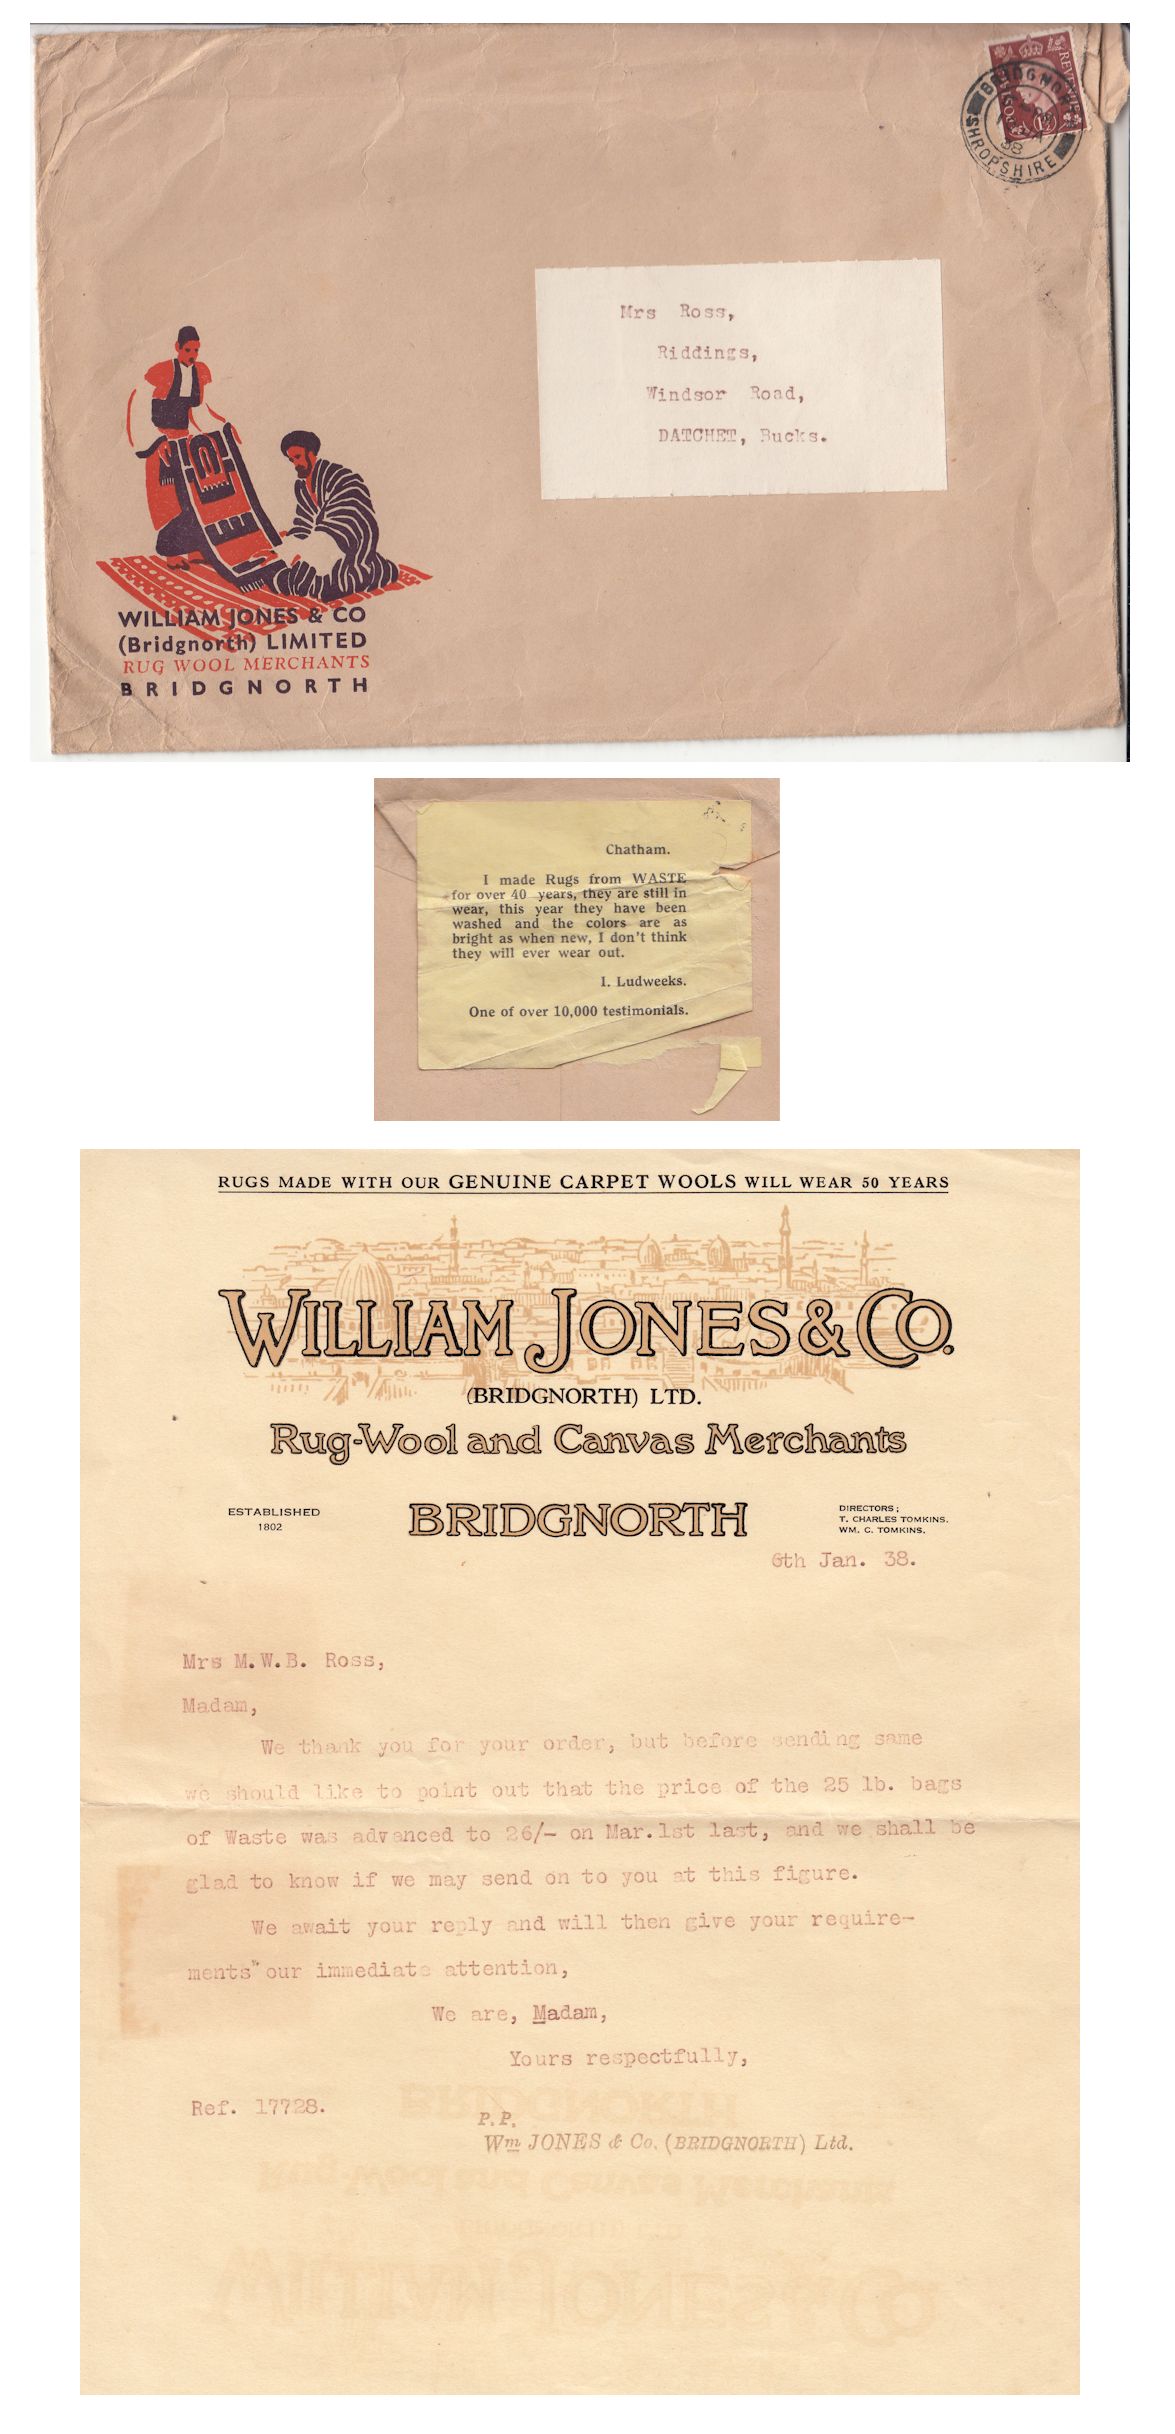 REVENUE
POSTAGE
1½
BRIDGNORTH
38
SHROPSHIRE
Mrs Ross,
Riddings,
Windsor Road,
DATCHET, Bucks.
WILLIAM JONES & CO
(Bridgnorth) LIMITED
RUG WOOL MERCHANTS
BRIDGNORTH
Chatham.
I made Rugs from WASTE
for over 40 years, they are still in
wear, this year they have been
washed and the colors are as
bright as when new, I don't think
they will ever wear out.
I. Ludweeks.
One of over 10,000 testimonials.
RUGS MADE WITH OUR GENUINE CARPET WOOLS WILL WEAR 50 YEARS
WILLIAM JONES & CO.
(BRIDGNORTH) LTD.
Rug-Wool and Canvas Merchants
ESTABLISHED
1802
BRIDGNORTH
DIRECTORS;
T. CHARLES TOMKINS.
WM. C. TOMKINS.
6th Jan. 38.
Mrs M.W.B. Ross,
Madam,
We thank you for your order, but before sending same
we should like to point out that the price of the 25 lb. bags
of Waste was advanced to 26/- on Mar.1st last, and we shall be
glad to know if we may send on to you at this figure.
We await your reply and will then give your require-
ments" our immediate attention,
We are, Madam,
Yours respectfully,
Ref. 17728.
P.P.
Wm JONES & Co. (BRIDGNORTH) Ltd.